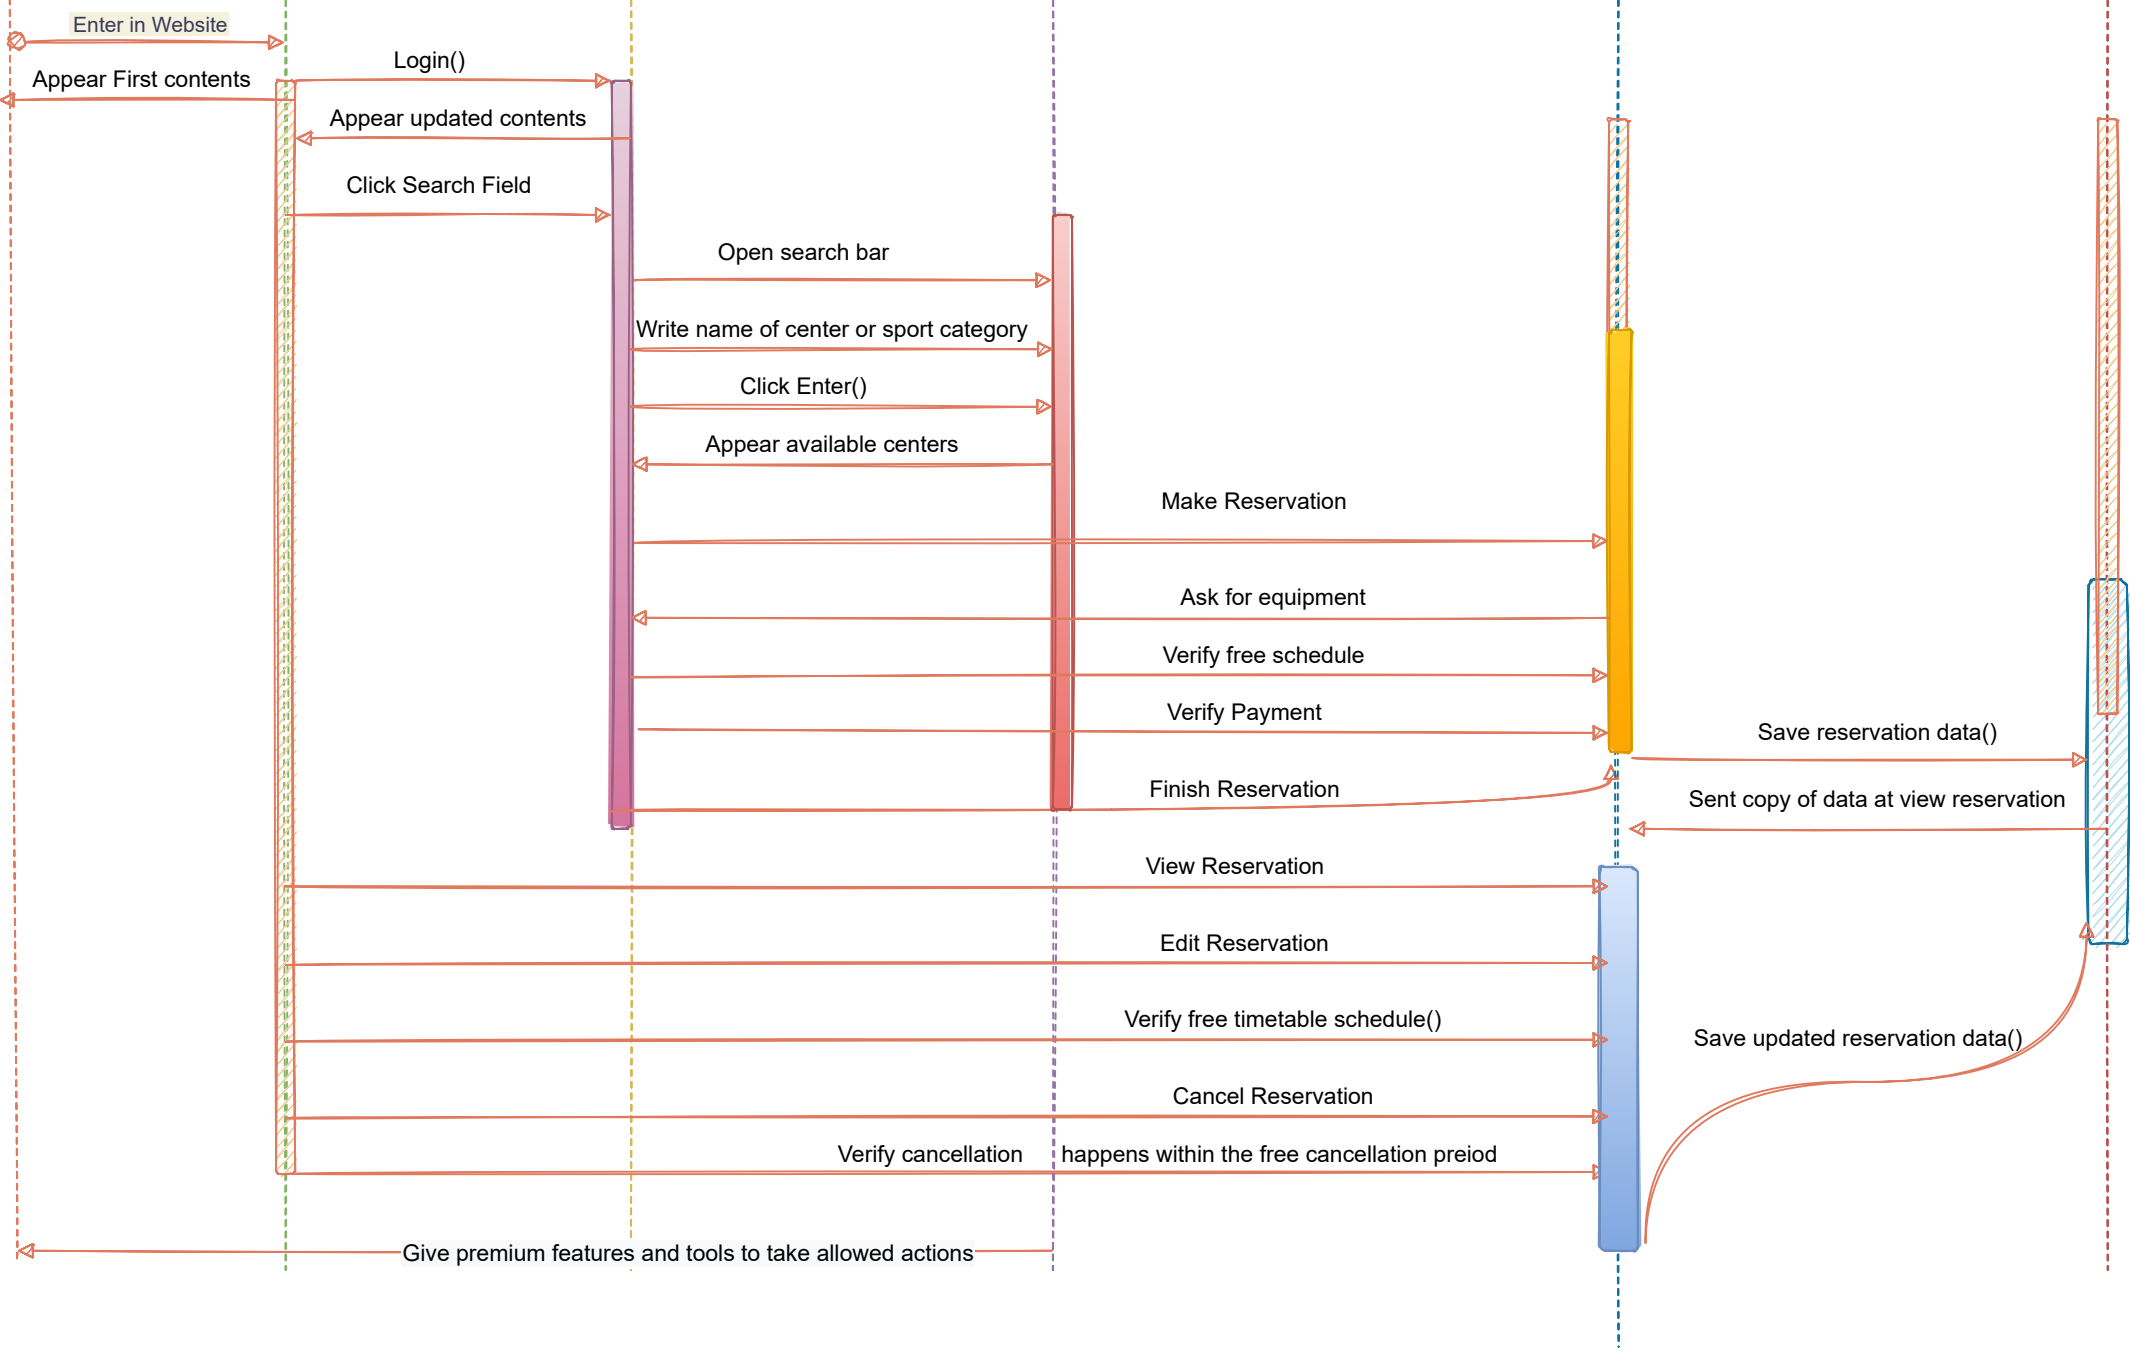 Enter in Website
Login()
Appear First contents
Appear updated contents
Click Search Field
Open search bar
Write name of center or sport category
Click Enter()
Appear available centers
Make Reservation
Ask for equipment
Verify free schedule
Verify Payment
Save reservation data()
Finish Reservation
Sent copy of data at view reservation
View Reservation
Edit Reservation
Verify free timetable schedule()
Save updated reservation data()
Cancel Reservation
Verify cancellation happens within the free cancellation preiod
Give premium features and tools to take allowed actions